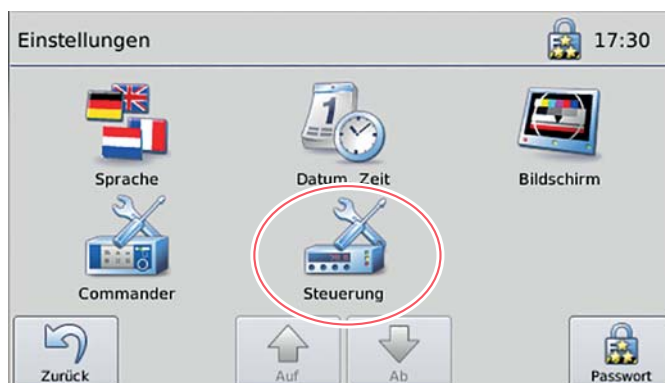 Einstellungen 17:30
Sprache Datum Zeit Bildschirm
Commander Steuerung
Zurück Auf Ab Passwort